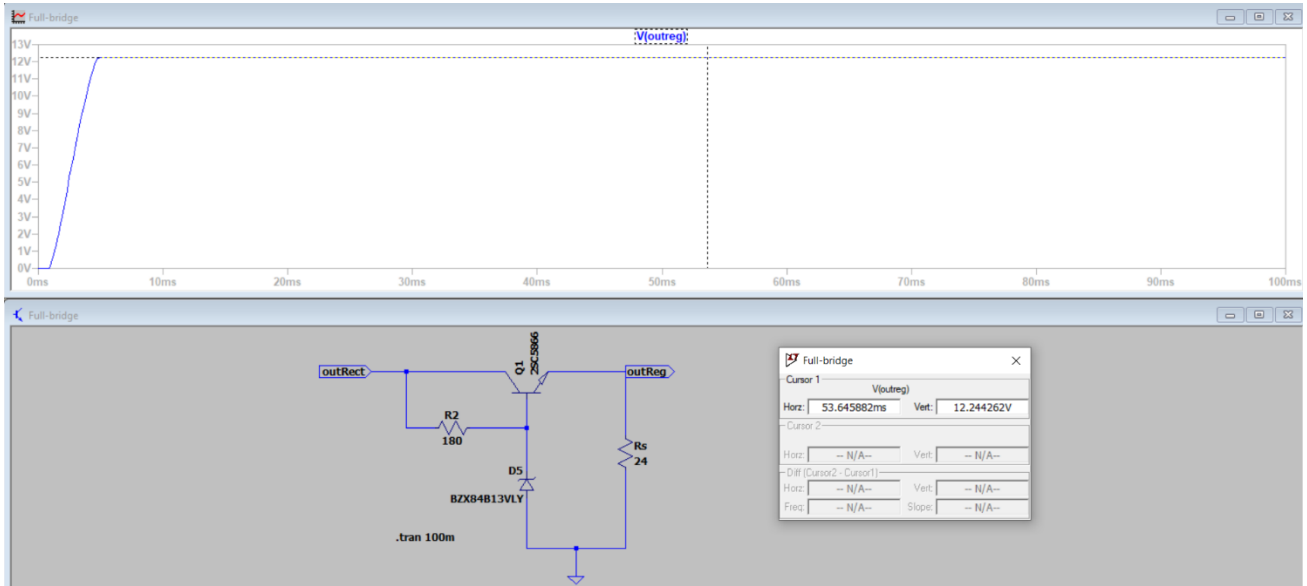 Full-bridge
V(outreg)
13V
12V
11V
10V
9V
8V
7V
6V
5V
4V
3V
2V
1V
0V
0ms 10ms 20ms 30ms 40ms 50ms 60ms 70ms 80ms 90ms 100ms
Full-bridge
outRect
Q1
2SC5866
outReg
R2
180
Rs
24
D5
BZX84B13VLY
.tran 100m
Full-bridge
Cursor 1
V(outreg)
Horz: 53.645882ms Vert: 12.244262V
Cursor 2
Horz: -- N/A-- Vert: -- N/A--
Diff (Cursor2 - Cursor1)
Horz: -- N/A-- Vert: -- N/A--
Freq: -- N/A-- Slope: -- N/A--